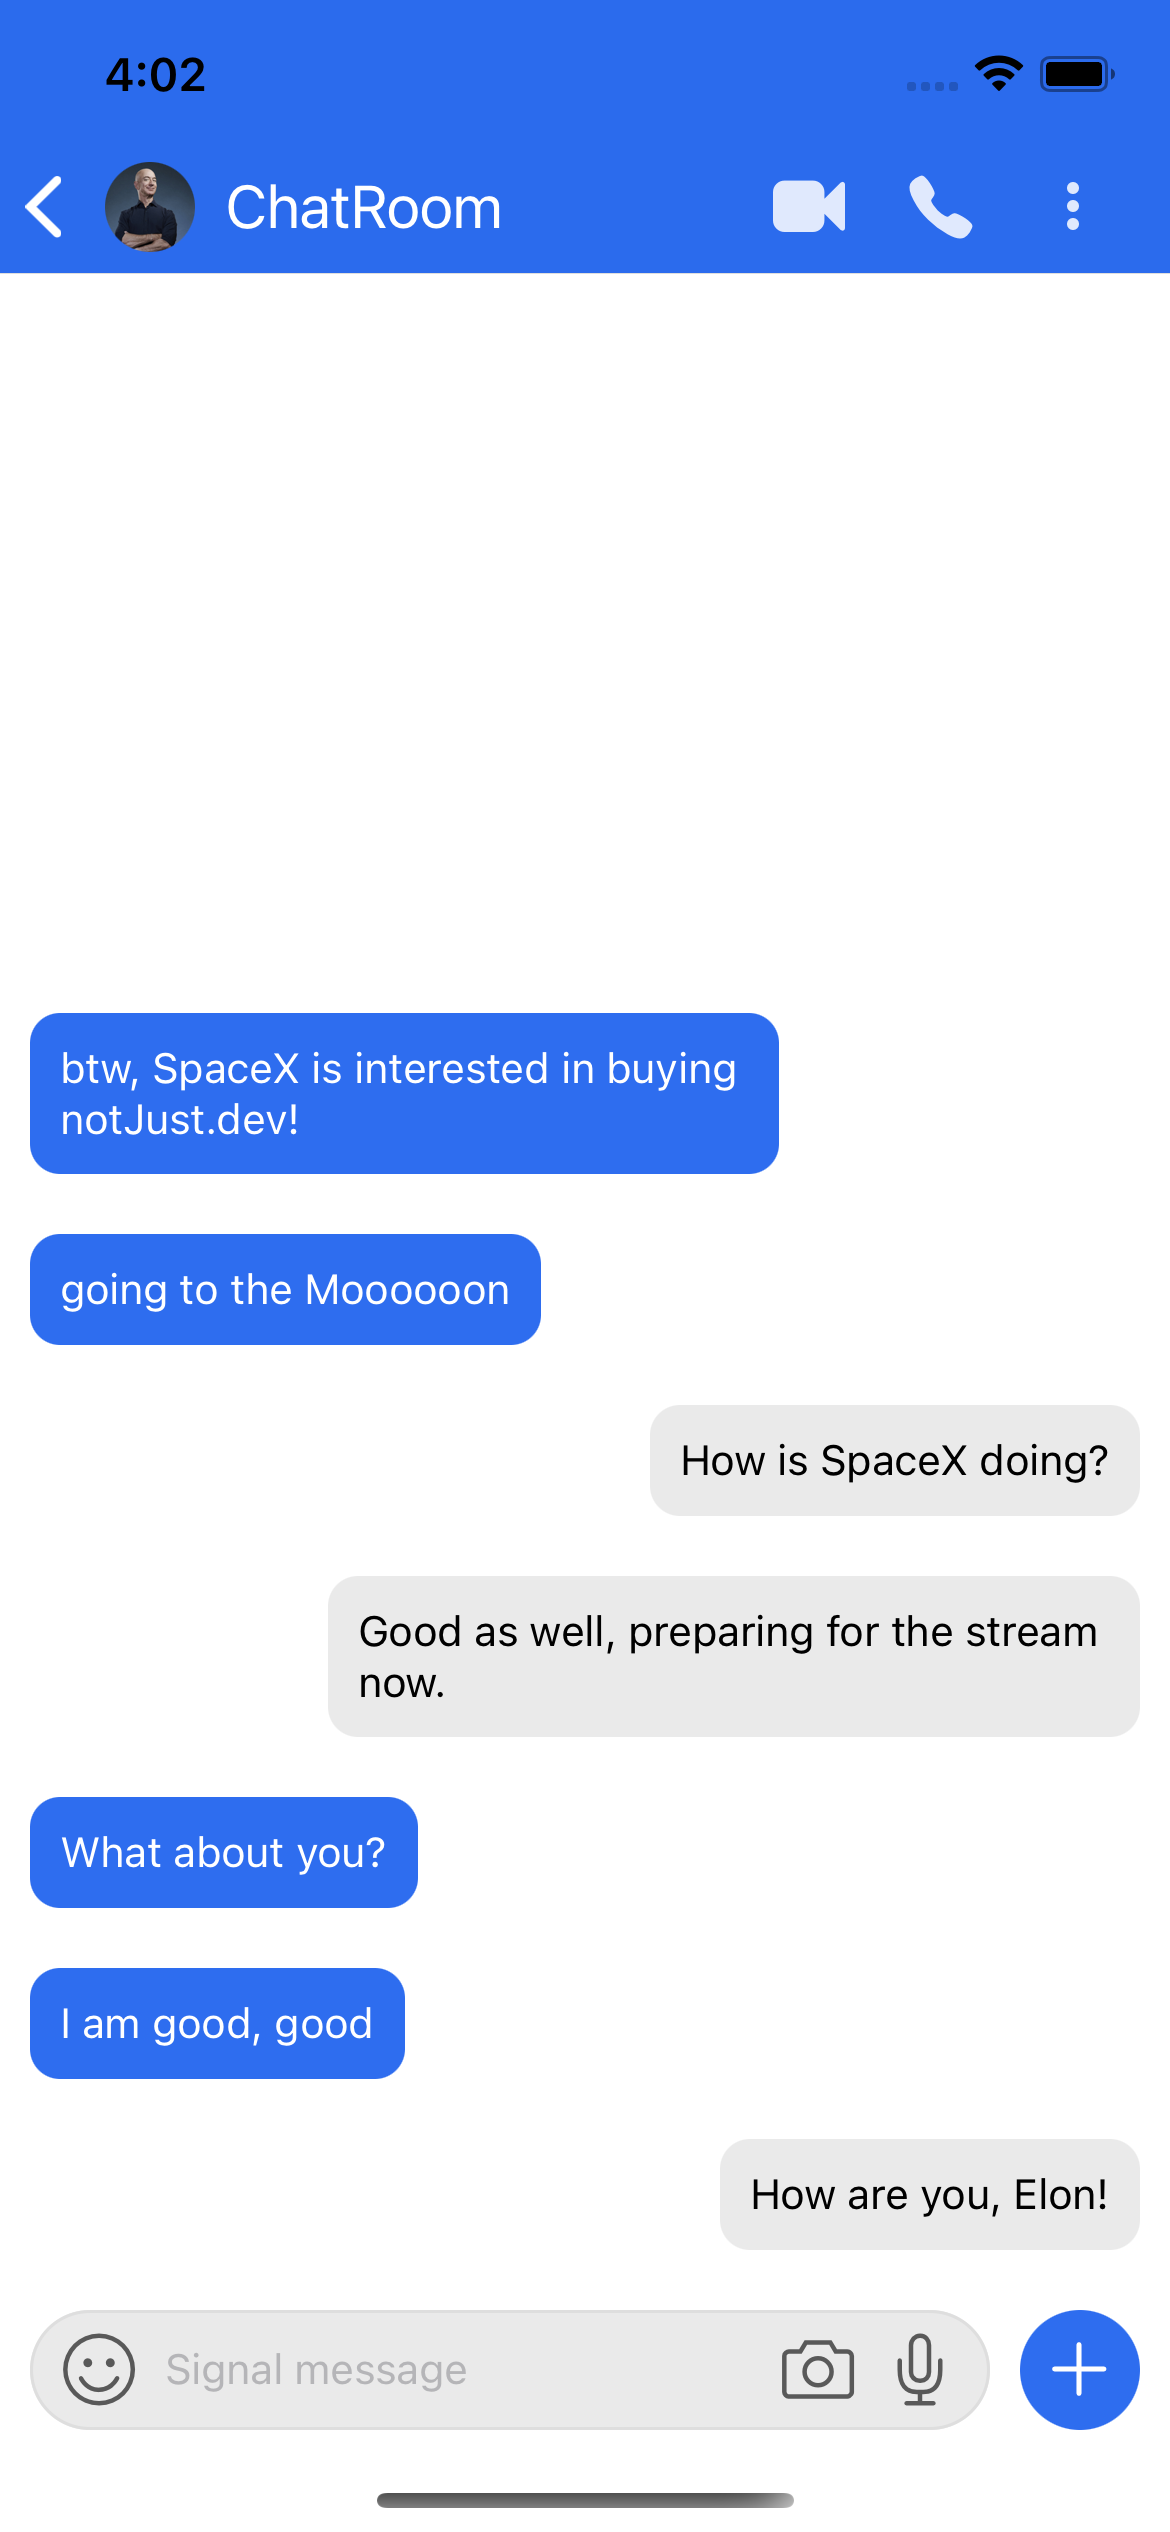 4:02
ChatRoom
btw, SpaceX is interested in buying
notJust.dev!
going to the Moooooon
How is SpaceX doing?
Good as well, preparing for the stream
now.
What about you?
I am good, good
How are you, Elon!
Signal message